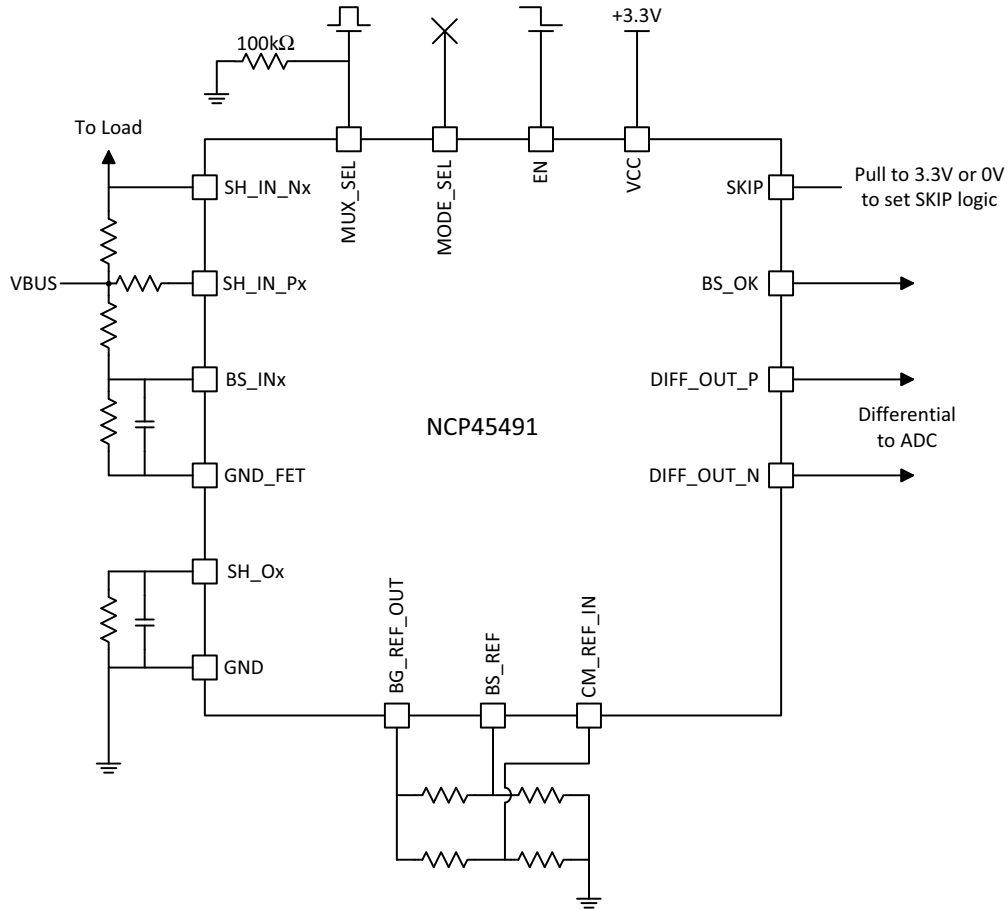 +3.3V
100kΩ
To Load
MUX_SEL
MODE_SEL
EN
VCC
SH_IN_Nx
SKIP
Pull to 3.3V or 0V
to set SKIP logic
VBUS
SH_IN_Px
BS_OK
BS_INx
DIFF_OUT_P
NCP45491
Differential
to ADC
GND_FET
DIFF_OUT_N
SH_Ox
GND
BG_REF_OUT
BS_REF
CM_REF_IN